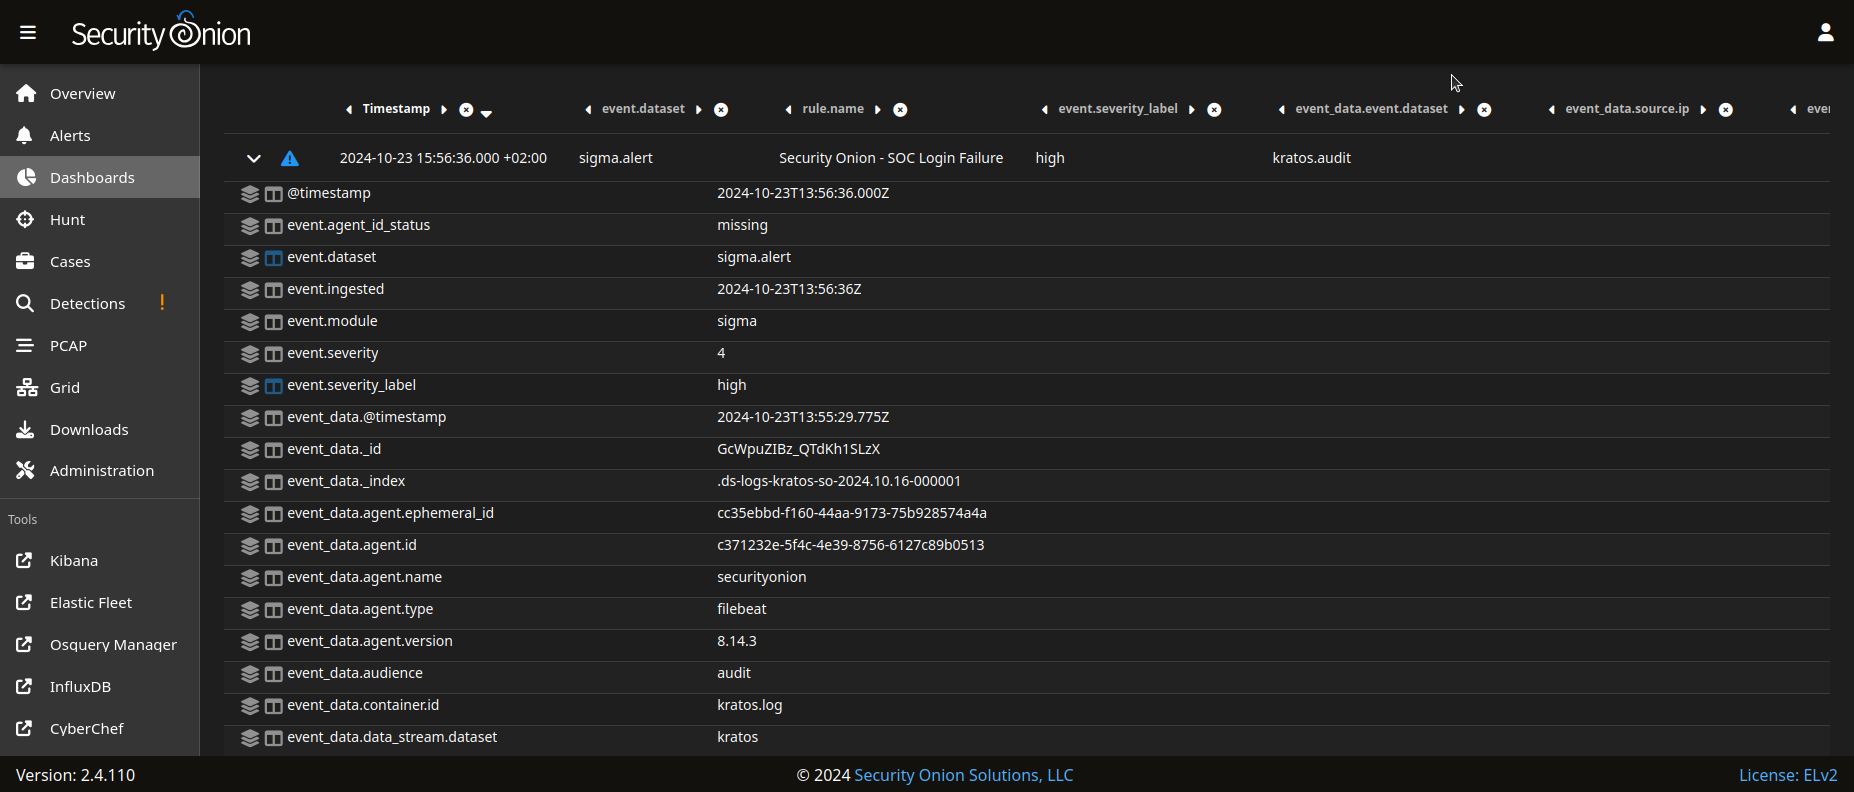 Security Onion
Overview
Alerts
Dashboards
Hunt
Cases
Detections !
PCAP
Grid
Downloads
Administration
Tools
Kibana
Elastic Fleet
Osquery Manager
InfluxDB
CyberChef
Timestamp event.dataset rule.name event.severity_label event_data.event.dataset event_data.source.ip
2024-10-23 15:56:36.000 +02:00 sigma.alert Security Onion - SOC Login Failure high kratos.audit
@timestamp 2024-10-23T13:56:36.000Z
event.agent_id_status missing
event.dataset sigma.alert
event.ingested 2024-10-23T13:56:36Z
event.module sigma
event.severity 4
event.severity_label high
event_data.@timestamp 2024-10-23T13:55:29.775Z
event_data._id GcWpuZIBz_QTdKh1SLzX
event_data._index .ds-logs-kratos-so-2024.10.16-000001
event_data.agent.ephemeral_id cc35ebbd-f160-44aa-9173-75b928574a4a
event_data.agent.id c371232e-5f4c-4e39-8756-6127c89b0513
event_data.agent.name securityonion
event_data.agent.type filebeat
event_data.agent.version 8.14.3
event_data.audience audit
event_data.container.id kratos.log
event_data.data_stream.dataset kratos
Version: 2.4.110 © 2024 Security Onion Solutions, LLC License: ELv2